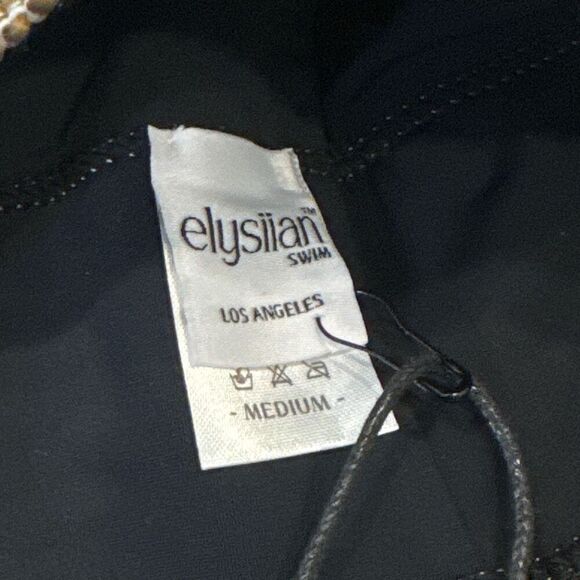 elysiian™
SWIM
LOS ANGELES
- MEDIUM -